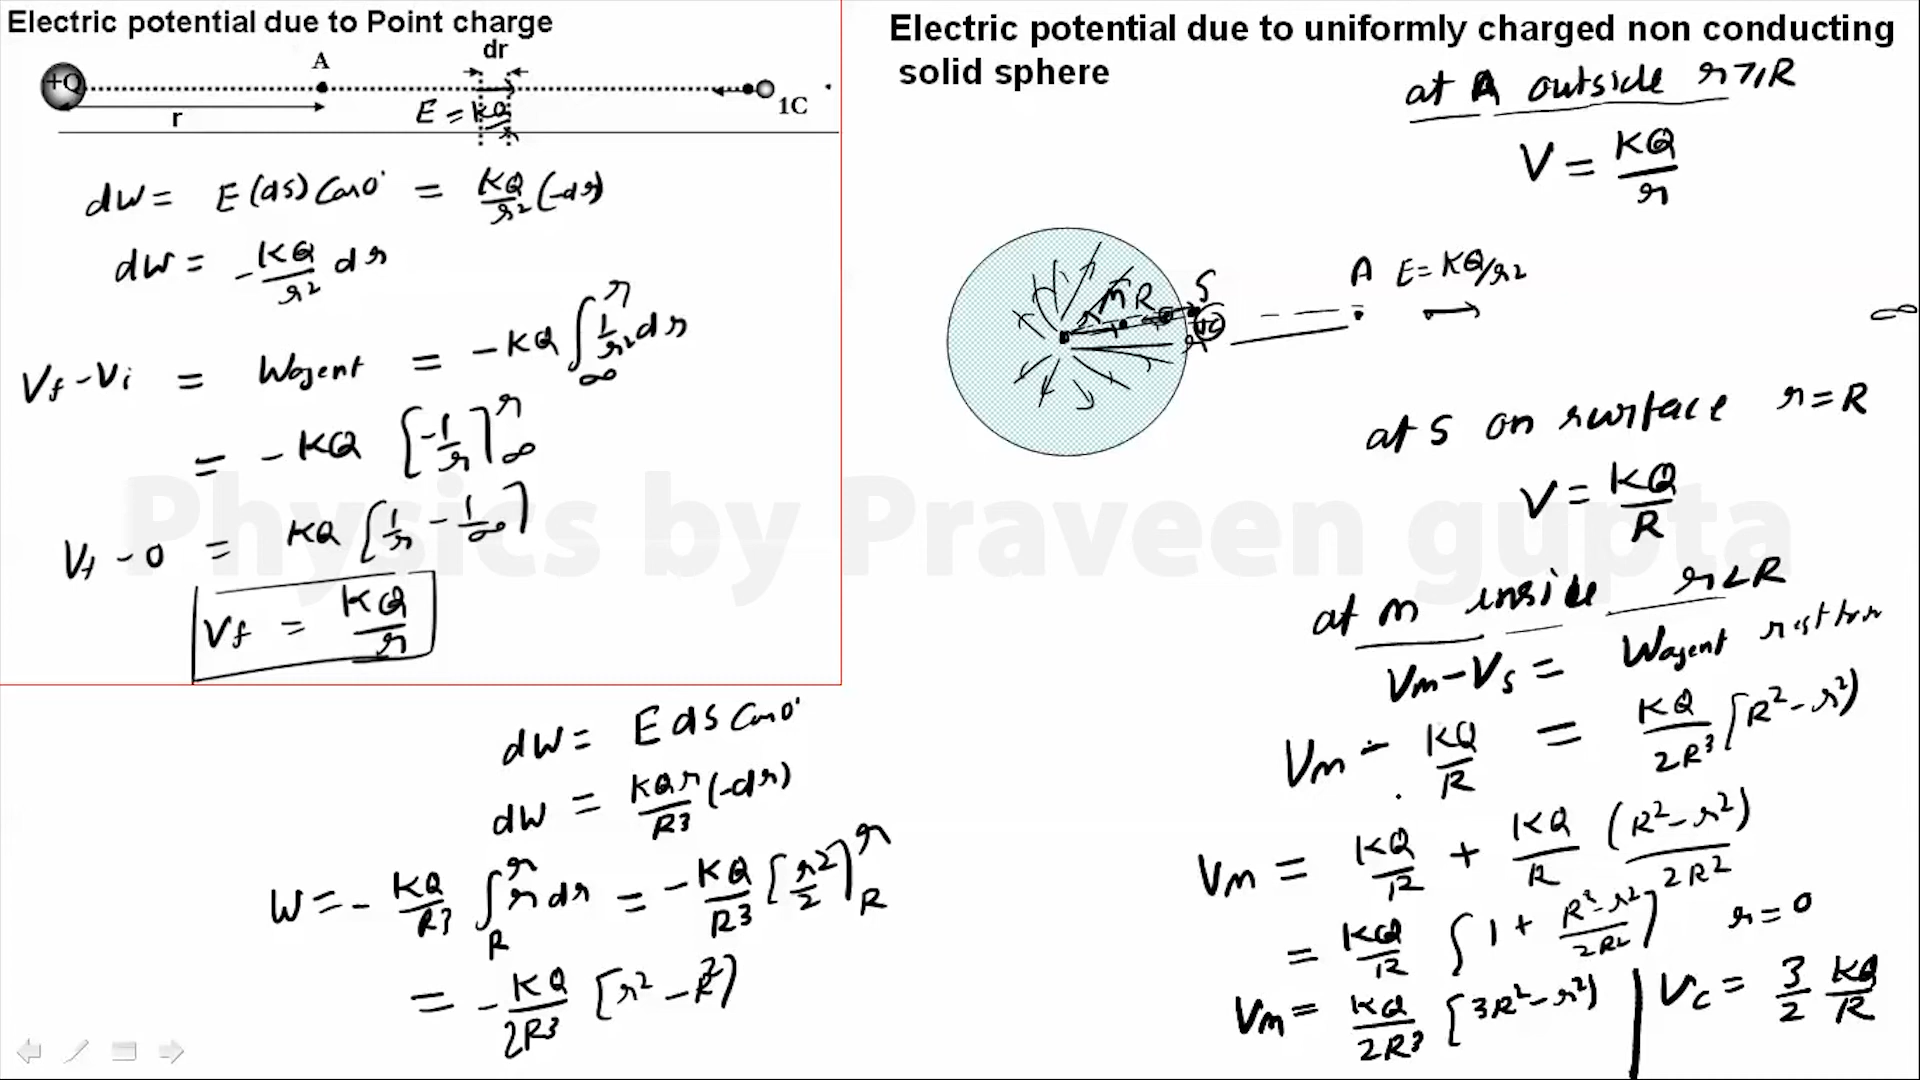 Electric potential due to Point charge
dr
A
+Q
1C
r
E = KQ/r
dW = E (ds) Cos0° = KQ/r² (-dr)
dW = -KQ/r² dr
Vf - Vi = Wagent = -KQ ∫∞^r 1/r² dr
= -KQ [-1/r]∞^r
Vf - 0 = KQ [1/r - 1/∞]
Vf = KQ/r
dW = E ds Cos0°
dW = KQr/R³ (-dr)
W = - KQ/R³ ∫R^r r dr = - KQ/R³ [r²/2]R^r
= - KQ/2R³ [r² - R²]
Electric potential due to uniformly charged non conducting
solid sphere
at A outside r ≥ R
V = KQ/r
m R S
1C
A E = KQ/r²
∞
at S on surface r = R
V = KQ/R
at m inside r < R
Vm - Vs = Wagent
Vm - KQ/R = KQ/2R³ [R² - r²)
Vm = KQ/R + KQ/R (R² - r²)/2R²
= KQ/R [1 + R² - r²/2R²] r = 0
Vm = KQ/2R³ [3R² - r²) | Vc = 3/2 KQ/R
Physics by Praveen gupta